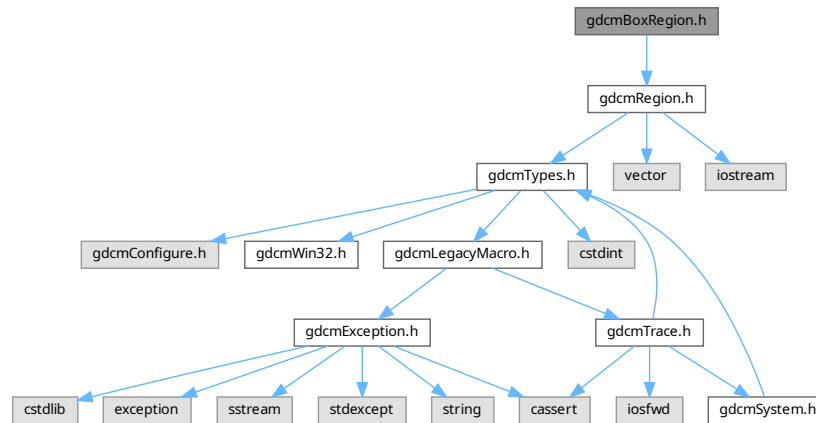 gdcmBoxRegion.h
gdcmRegion.h
gdcmTypes.h
vector
iostream
gdcmConfigure.h
gdcmWin32.h
gdcmLegacyMacro.h
cstdint
gdcmException.h
gdcmTrace.h
cstdlib
exception
sstream
stdexcept
string
cassert
iosfwd
gdcmSystem.h